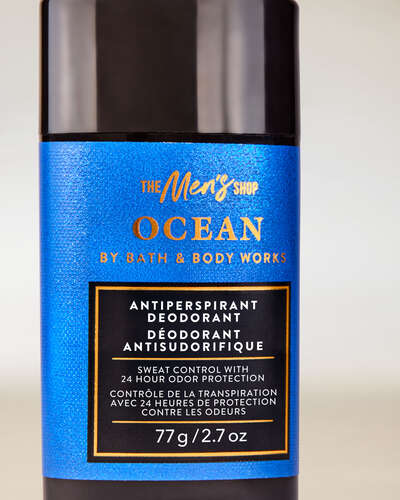 THE Men's SHOP
OCEAN
BY BATH & BODY WORKS
ANTIPERSPIRANT
DEODORANT
DÉODORANT
ANTISUDORIFIQUE
SWEAT CONTROL WITH
24 HOUR ODOR PROTECTION
CONTRÔLE DE LA TRANSPIRATION
AVEC 24 HEURES DE PROTECTION
CONTRE LES ODEURS
77g/2.7 oz